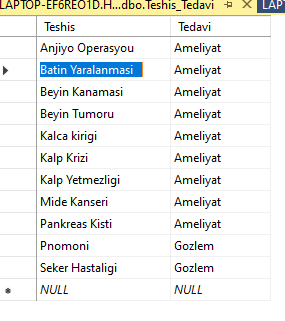 LAPTOP-EF6REO1D.H...dbo.Teshis_Tedavi
LAPT
Teshis Tedavi
Anjiyo Operasyou Ameliyat
Batin Yaralanmasi Ameliyat
Beyin Kanamasi Ameliyat
Beyin Tumoru Ameliyat
Kalca kirigi Ameliyat
Kalp Krizi Ameliyat
Kalp Yetmezligi Ameliyat
Mide Kanseri Ameliyat
Pankreas Kisti Ameliyat
Pnomoni Gozlem
Seker Hastaligi Gozlem
NULL NULL